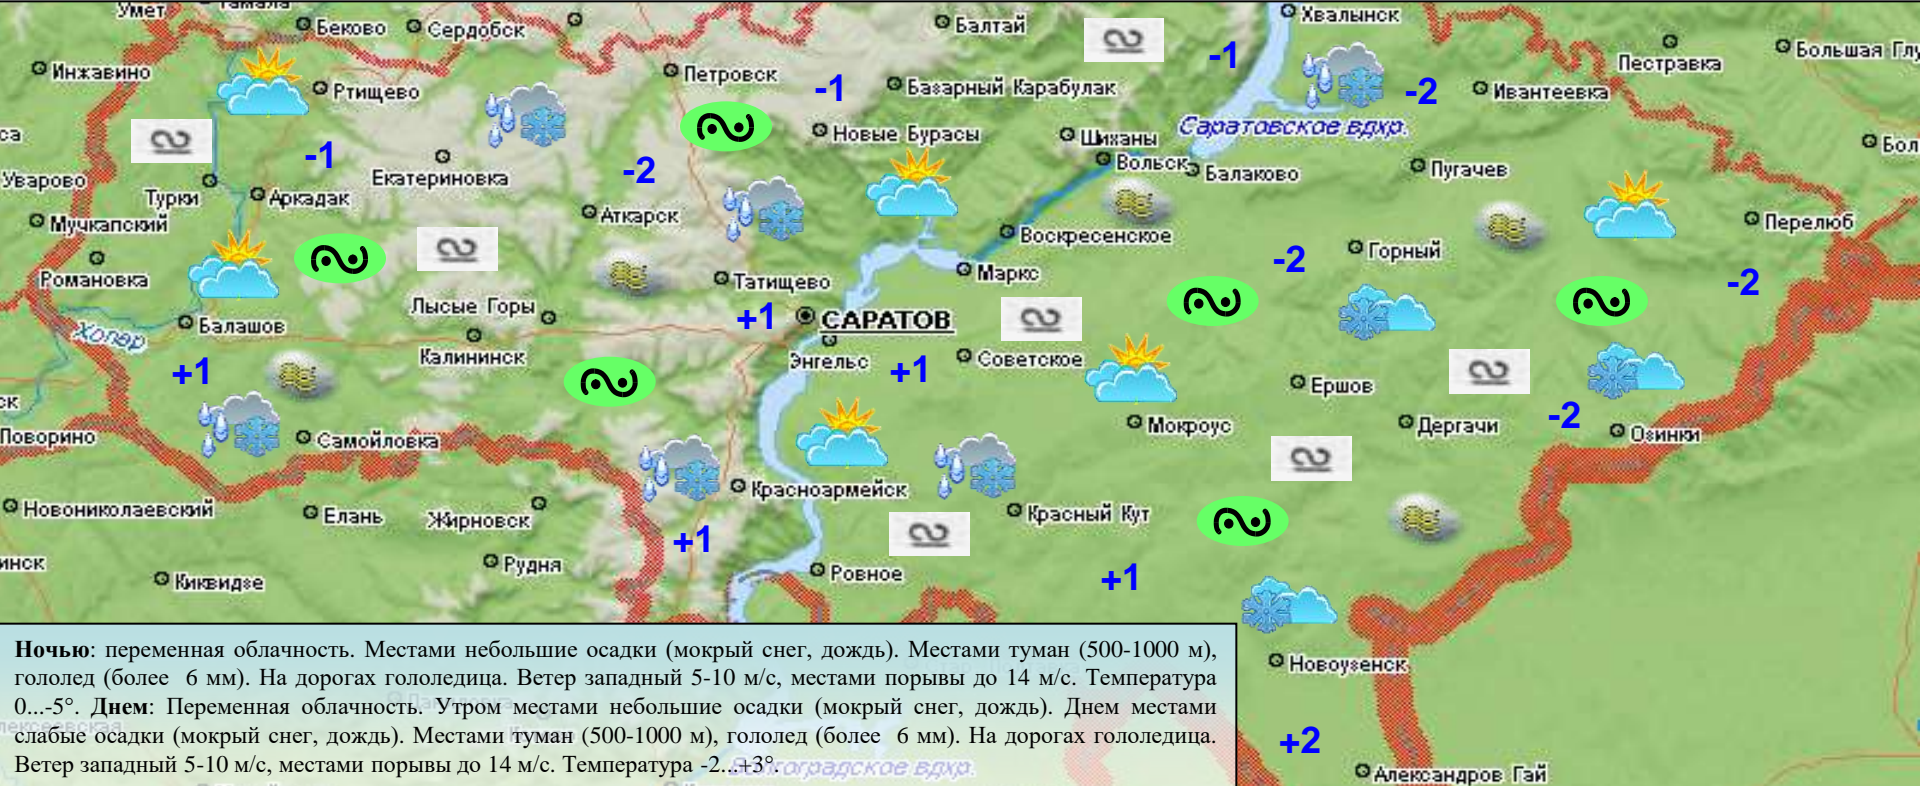 Умет
Тамала
Беково
Сердобск
Балтай
Хвалынск
-1
Пестравка
Большая Глу
Инжавино
Ртищево
Петровск
-1
Базарный Карабулак
-2
Ивантеевка
са
Новые Бурасы
Шиханы
Саратовское вдхр.
Бол
-1
Екатериновка
-2
Вольск
Балаково
Пугачев
Уварово
Турки
Аркадак
Аткарск
Мучкапский
Воскресенское
Перелюб
Горный
-2
Романовка
Татищево
Маркс
-2
Лысые Горы
+1
САРАТОВ
Хопер
Балашов
Калининск
Энгельс
+1
Советское
+1
Ершов
ск
Мокроус
Дергачи
-2
Озинки
Поворино
Самойловка
Красноармейск
Новониколаевский
Елань
Жирновск
Красный Кут
+1
инск
Рудня
Ровное
+1
Киквидзе
Новоузенск
+2
Александров Гай
Ночью: переменная облачность. Местами небольшие осадки (мокрый снег, дождь). Местами туман (500-1000 м),
гололед (более 6 мм). На дорогах гололедица. Ветер западный 5-10 м/с, местами порывы до 14 м/с. Температура
0...-5°. Днем: Переменная облачность. Утром местами небольшие осадки (мокрый снег, дождь). Днем местами
слабые осадки (мокрый снег, дождь). Местами туман (500-1000 м), гололед (более 6 мм). На дорогах гололедица.
Ветер западный 5-10 м/с, местами порывы до 14 м/с. Температура -2...+3°.
Волгоградское вдхр.